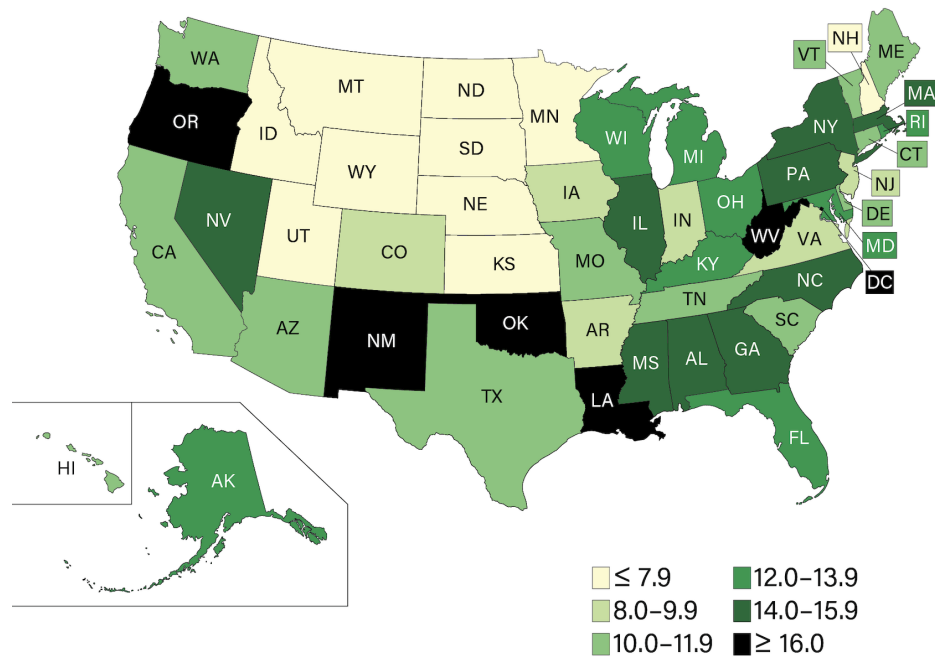 WA
MT
ND
MN
VT
NH
ME
OR
ID
SD
WI
MI
NY
MA
RI
CT
WY
IA
PA
NJ
NE
OH
DE
NV
UT
CO
IL
IN
WV
VA
MD
CA
KS
MO
KY
DC
NC
TN
AZ
NM
OK
AR
SC
MS
AL
GA
TX
LA
FL
HI
AK
≤ 7.9
8.0–9.9
10.0–11.9
12.0–13.9
14.0–15.9
≥ 16.0